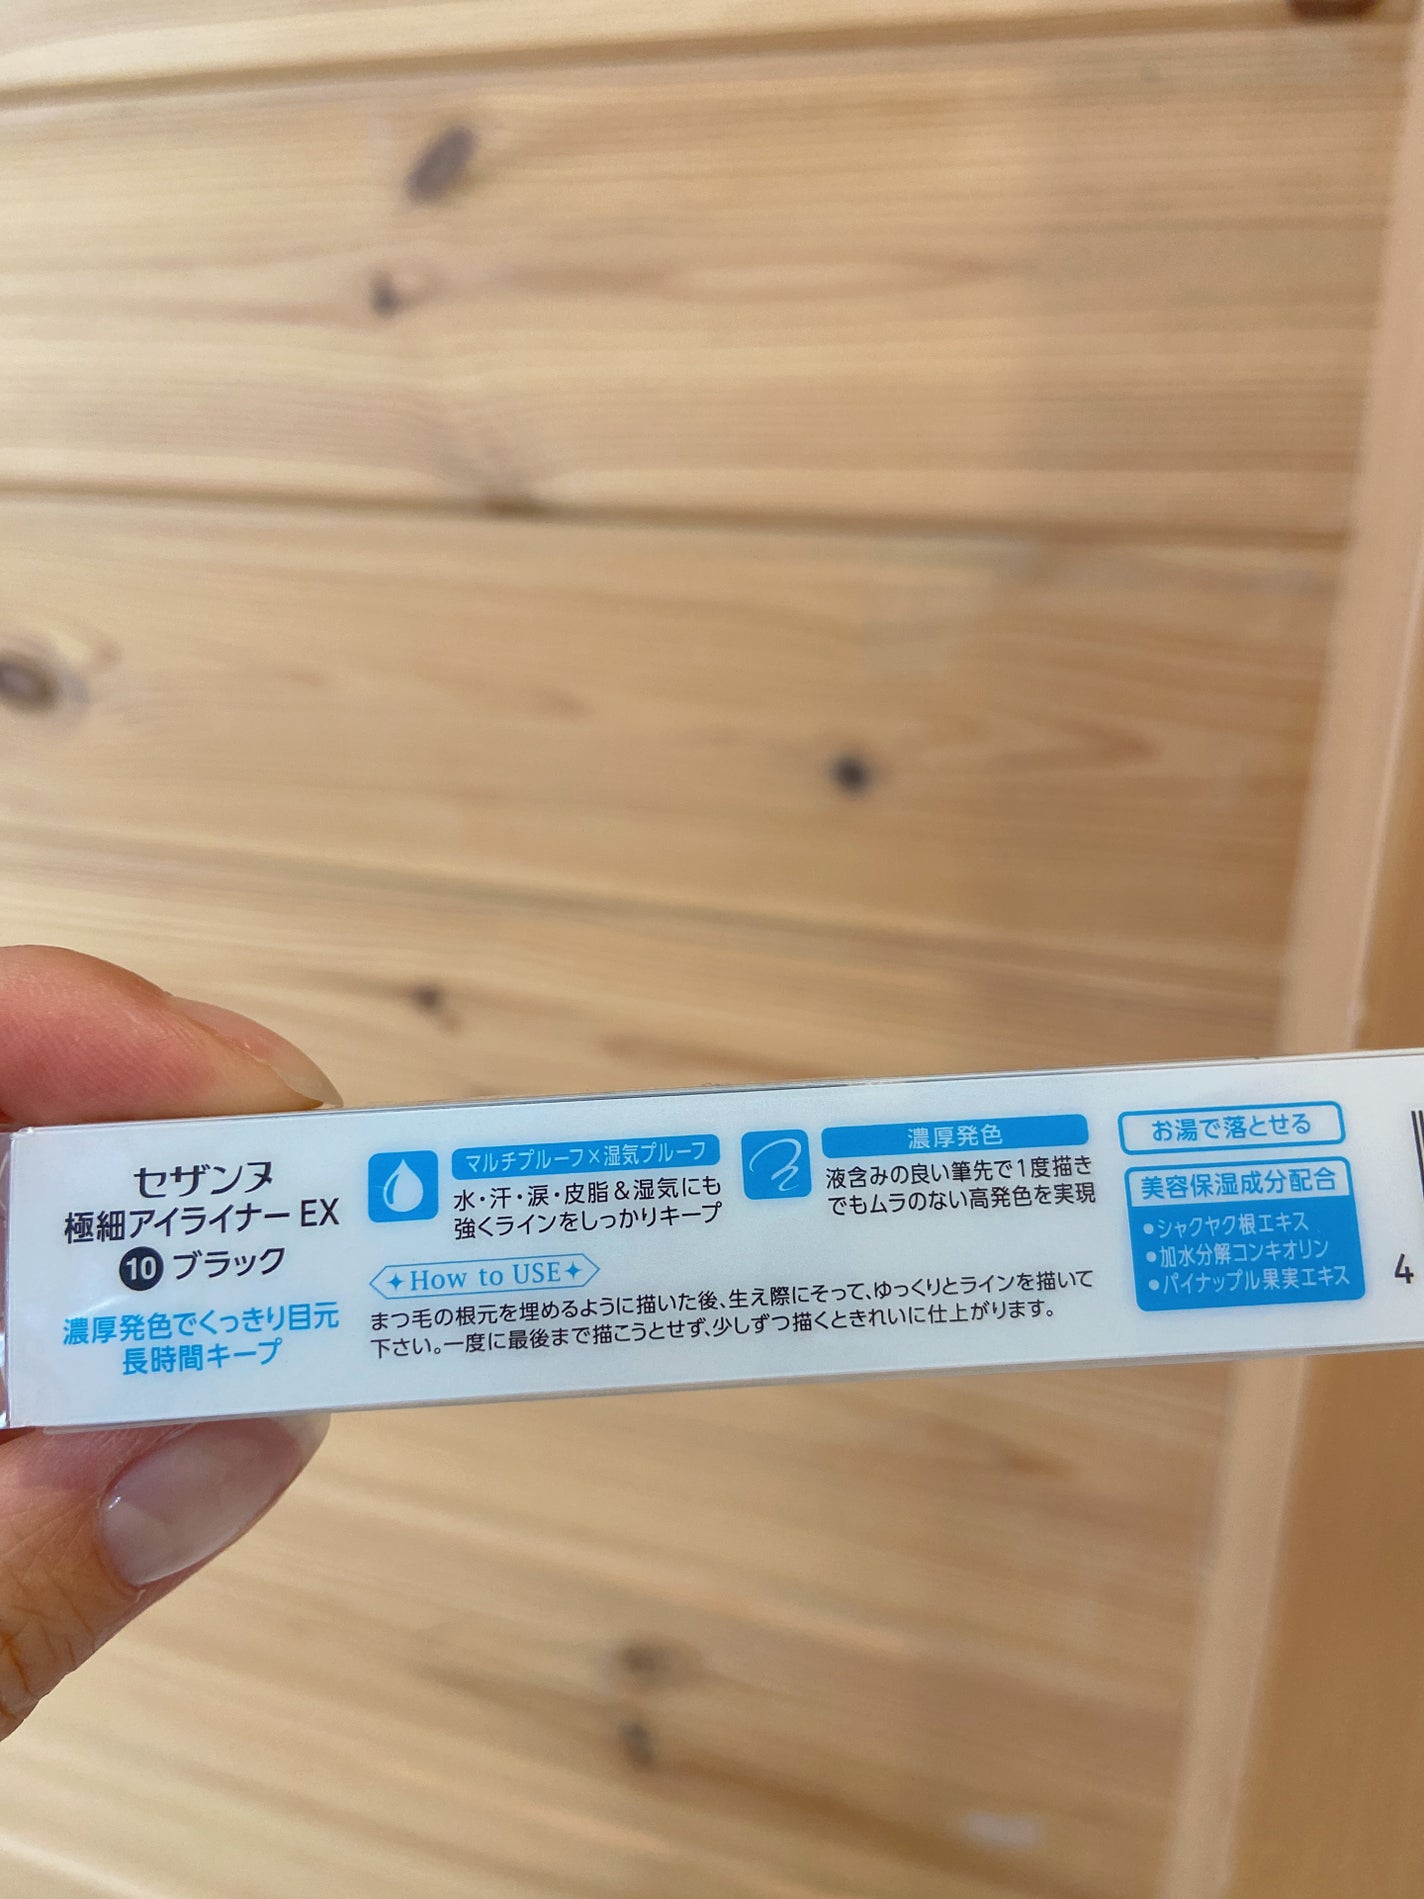 セザンヌ
極細アイライナー EX
10 ブラック
濃厚発色でくっきり目元
長時間キープ
マルチプルーフ×湿気プルーフ
水・汗・涙・皮脂&湿気にも
強くラインをしっかりキープ
濃厚発色
液含みの良い筆先で1度描き
でもムラのない高発色を実現
How to USE
まつ毛の根元を埋めるように描いた後、生え際にそって、ゆっくりとラインを描いて
下さい。一度に最後まで描こうとせず、少しずつ描くときれいに仕上がります。
お湯で落とせる
美容保湿成分配合
●シャクヤク根エキス
●加水分解コンキオリン
●パイナップル果実エキス
4